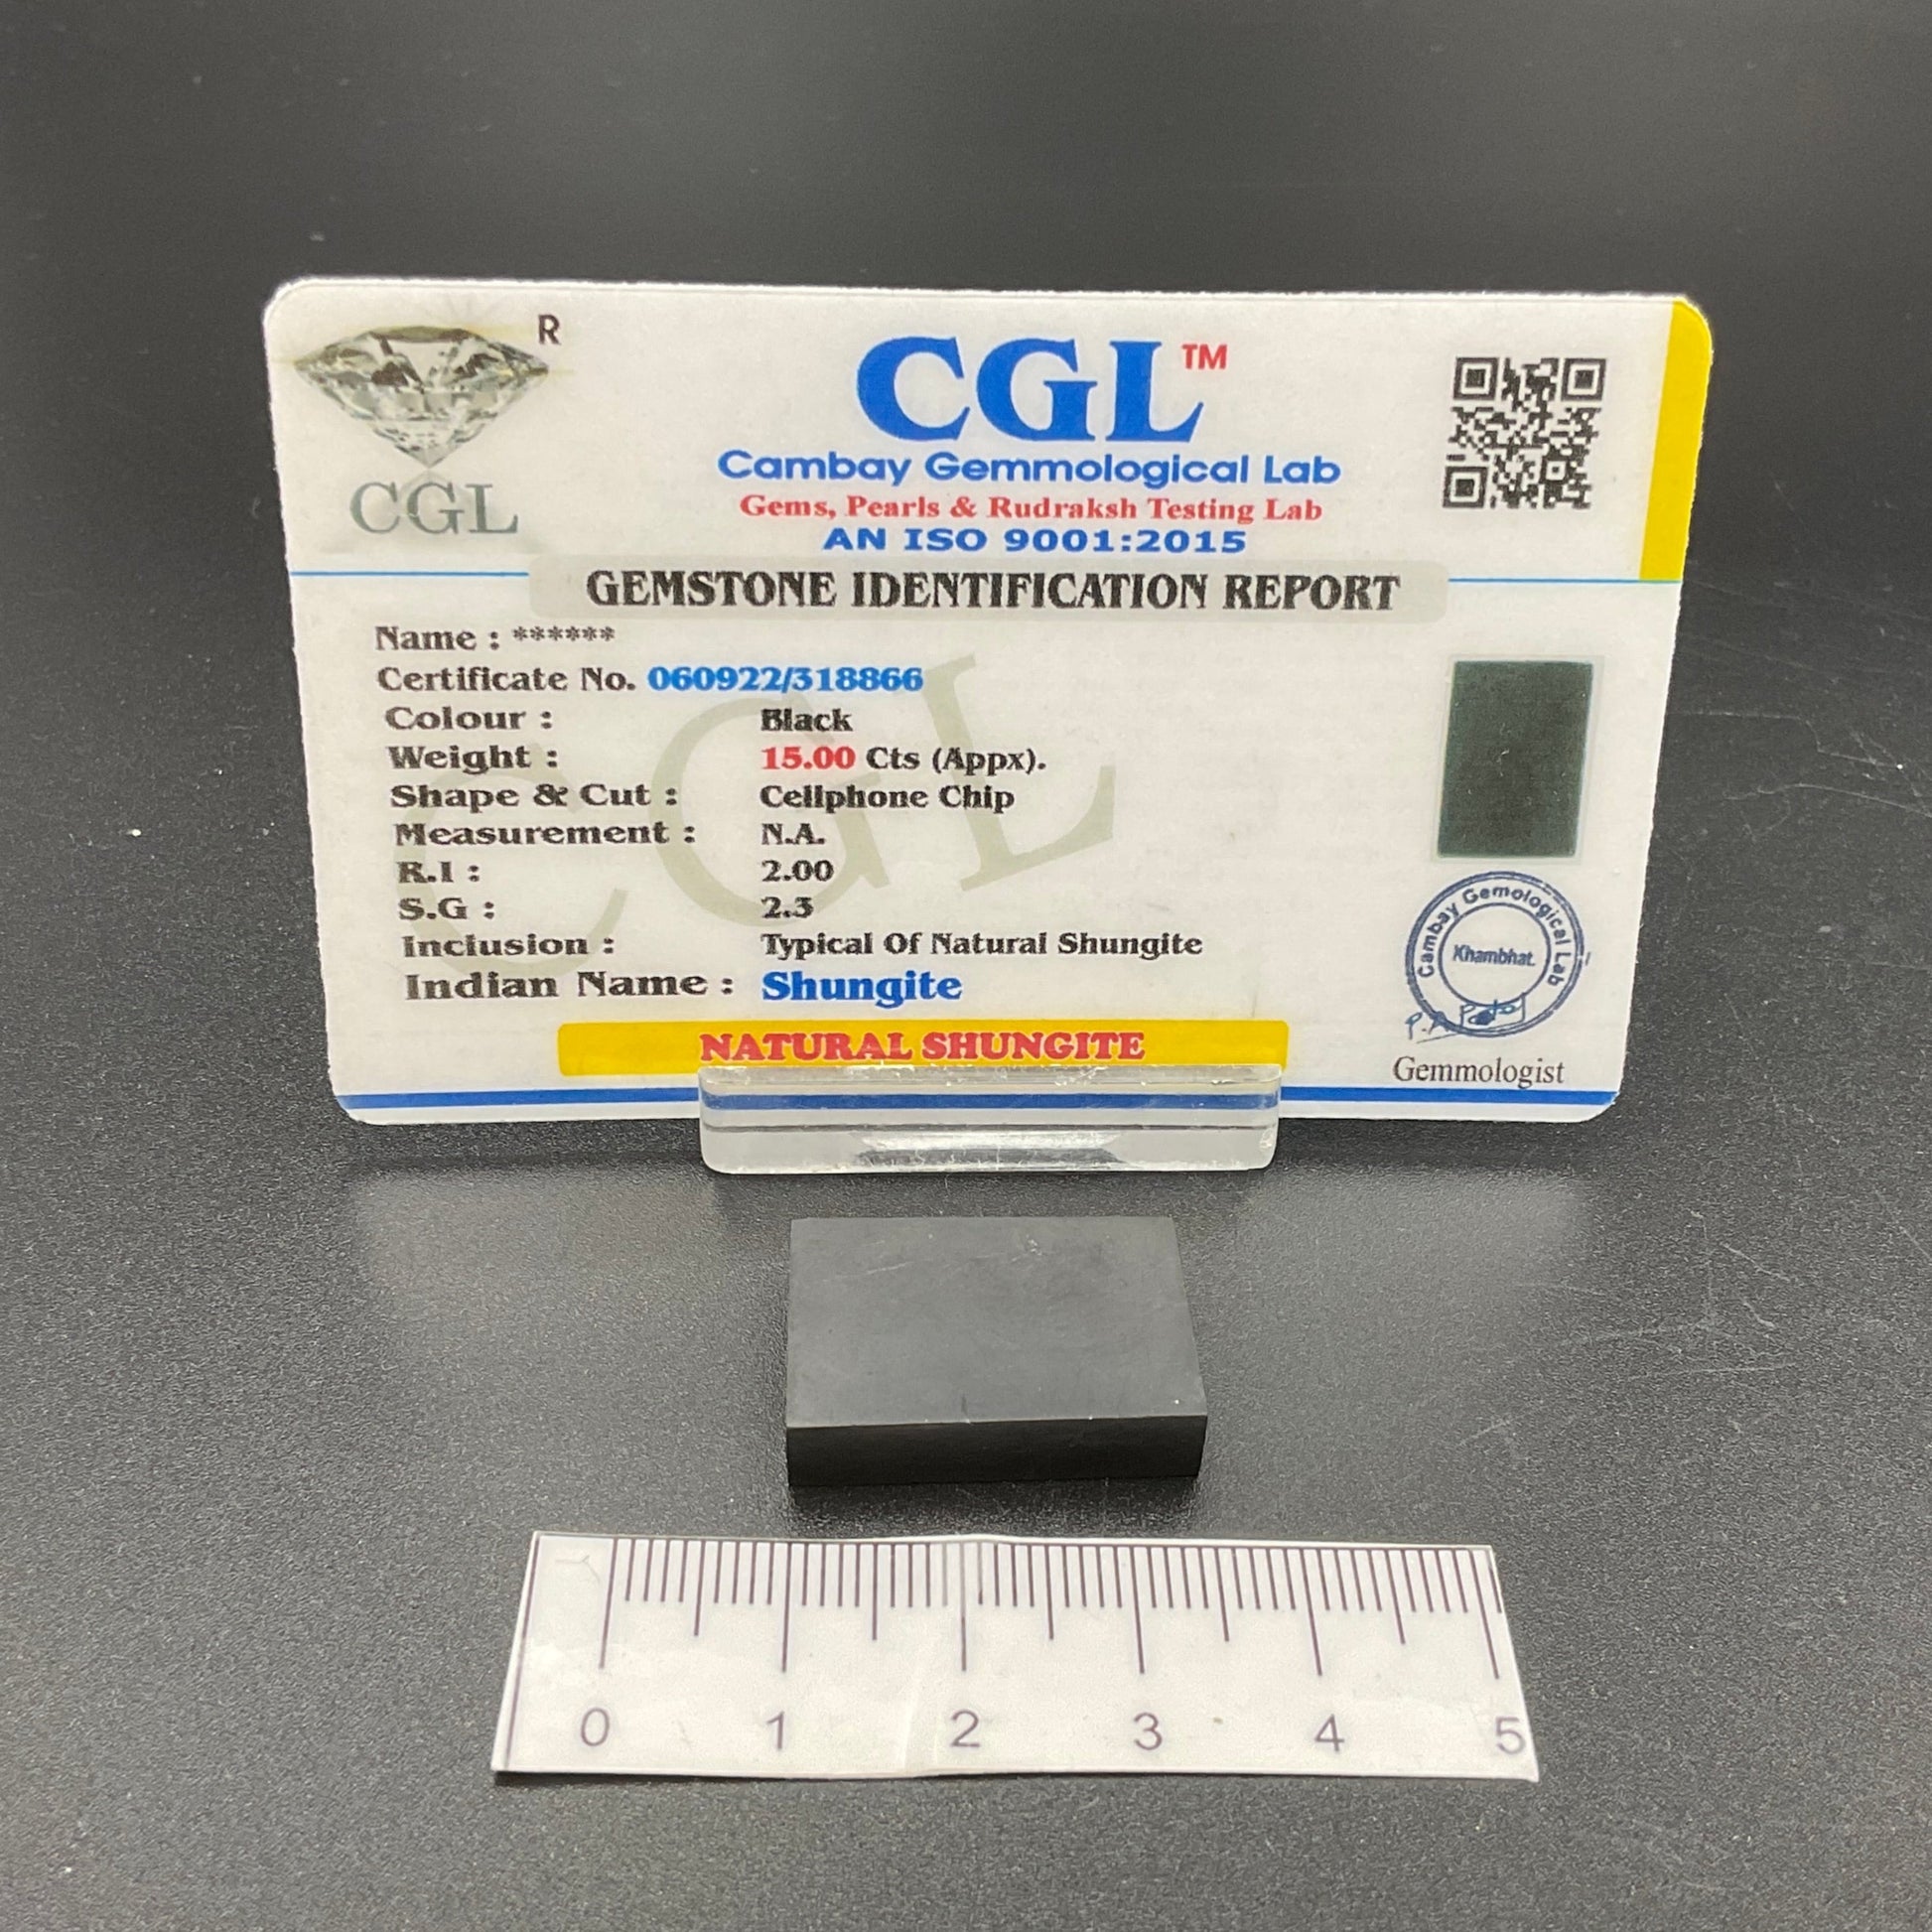 R
CGL
CGL™
Cambay Gemmological Lab
Gems, Pearls & Rudraksh Testing Lab
AN ISO 9001:2015
GEMSTONE IDENTIFICATION REPORT
Name : ******
Certificate No. 060922/318866
Colour : Black
Weight : 15.00 Cts (Appx).
Shape & Cut : Cellphone Chip
Measurement : N.A.
R.I : 2.00
S.G : 2.3
Inclusion : Typical Of Natural Shungite
Indian Name : Shungite
NATURAL SHUNGITE
CGL
Cambay Gemological Lab
Khambhat.
Gemmologist
0 1 2 3 4 5